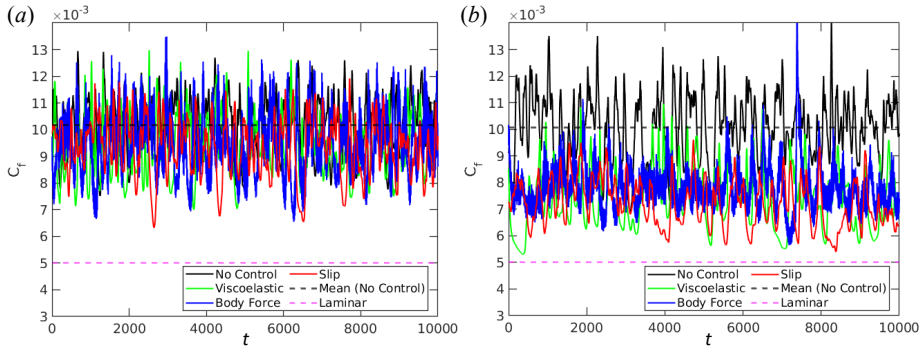 (a)
×10⁻³
13
12
11
10
9
8
7
6
5
4
3
C_f
0 2000 4000 6000 8000 10000
t
No Control
Viscoelastic
Body Force
Slip
Mean (No Control)
Laminar
(b)
×10⁻³
13
12
11
10
9
8
7
6
5
4
3
C_f
0 2000 4000 6000 8000 10000
t
No Control
Viscoelastic
Body Force
Slip
Mean (No Control)
Laminar